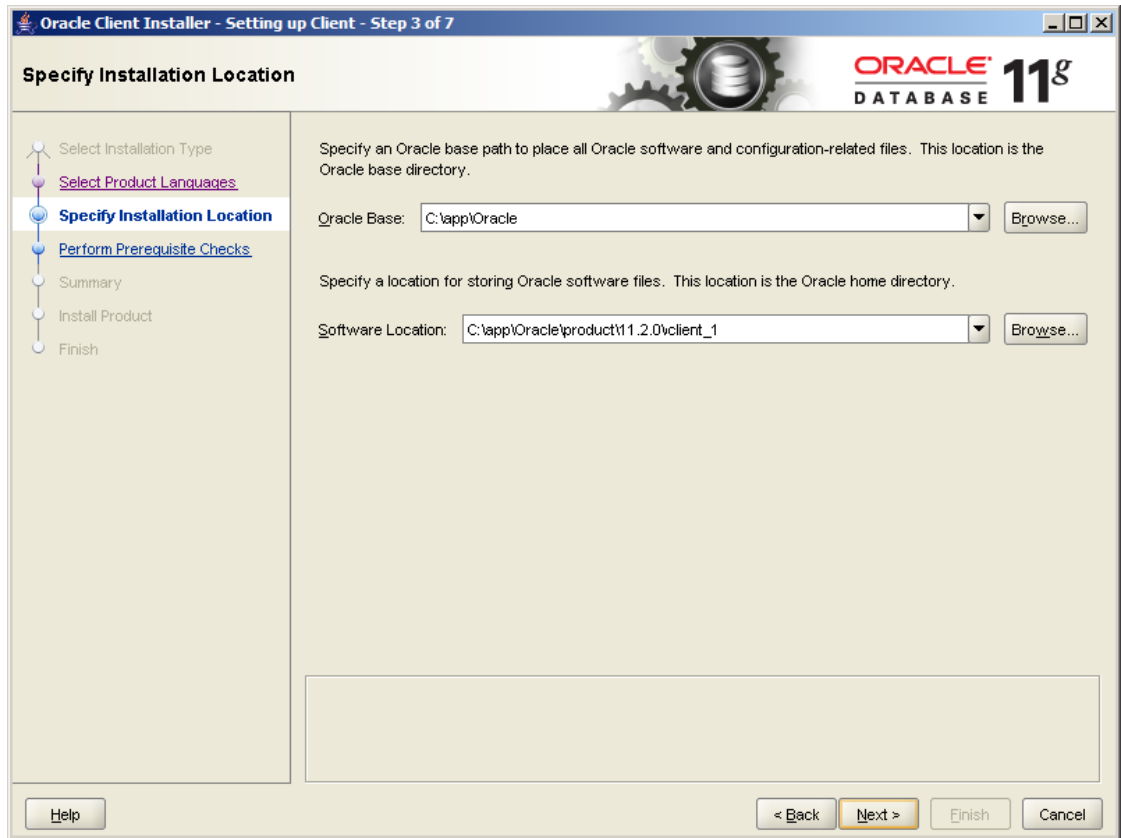 Oracle Client Installer - Setting up Client - Step 3 of 7
Specify Installation Location
ORACLE®
DATABASE
11g
Select Installation Type
Select Product Languages
Specify Installation Location
Perform Prerequisite Checks
Summary
Install Product
Finish
Specify an Oracle base path to place all Oracle software and configuration-related files. This location is the
Oracle base directory.
Oracle Base: C:\app\Oracle Browse...
Specify a location for storing Oracle software files. This location is the Oracle home directory.
Software Location: C:\app\Oracle\product\11.2.0\client_1 Browse...
Help < Back Next > Finish Cancel